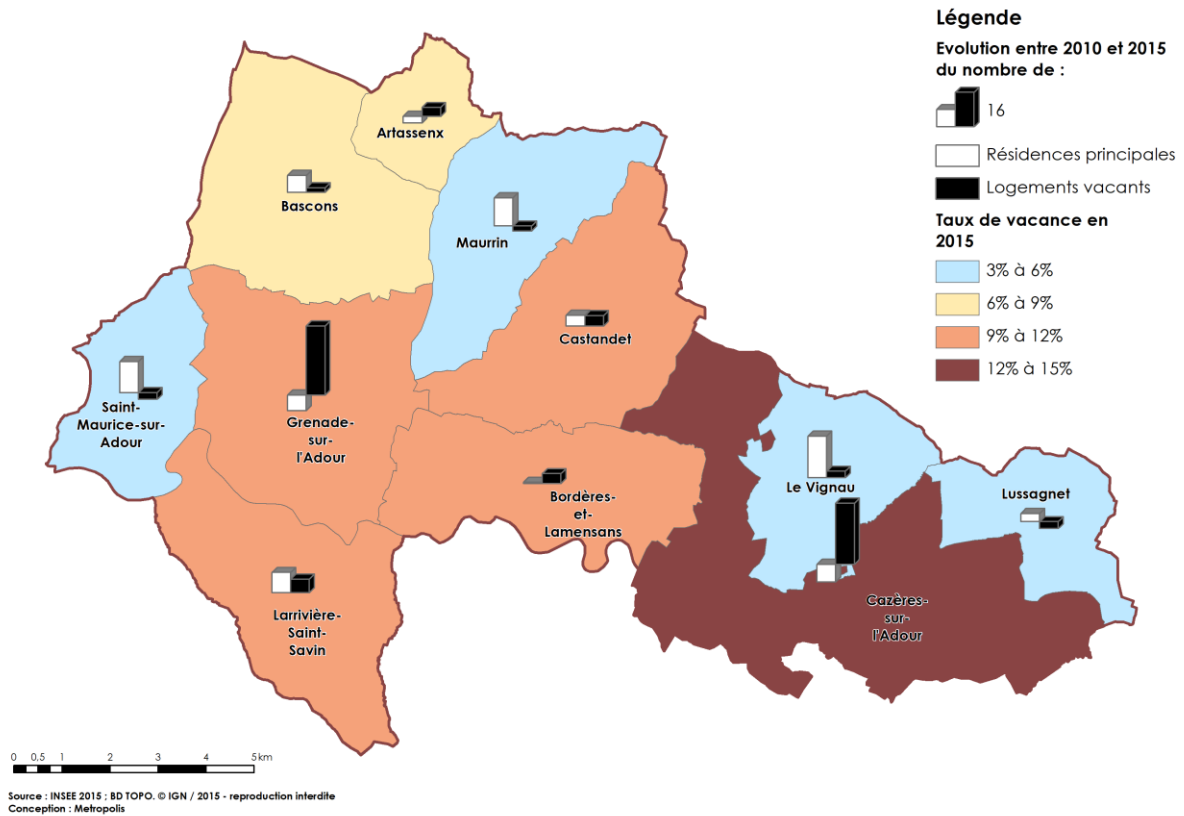 Légende
Evolution entre 2010 et 2015
du nombre de :
16
Résidences principales
Logements vacants
Taux de vacance en
2015
3% à 6%
6% à 9%
9% à 12%
12% à 15%
Artassenx
Bascons
Maurrin
Castandet
Saint-
Maurice-sur-
Adour
Grenade-
sur-
l'Adour
Bordères-
et-
Lamensans
Le Vignau
Lussagnet
Cazères-
sur-
l'Adour
Larrivière-
Saint-
Savin
0 0,5 1 2 3 4 5km
Source : INSEE 2015 ; BD TOPO. © IGN / 2015 - reproduction interdite
Conception : Metropolis